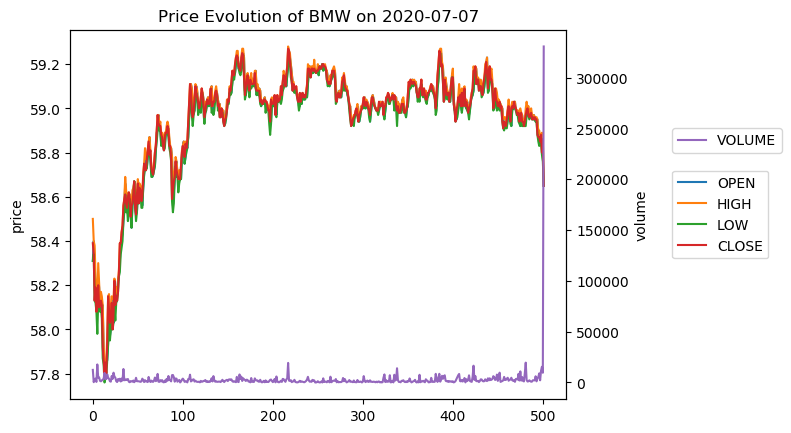 Price Evolution of BMW on 2020-07-07
59.2
59.0
58.8
58.6
58.4
58.2
58.0
57.8
price
0
100
200
300
400
500
300000
250000
200000
150000
100000
50000
0
volume
VOLUME
OPEN
HIGH
LOW
CLOSE